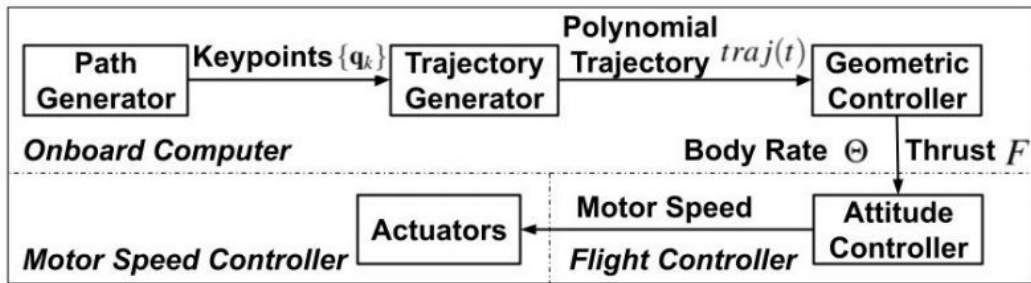 Path
Generator
Keypoints {q_k}
Trajectory
Generator
Polynomial
Trajectory traj(t)
Geometric
Controller
Onboard Computer
Body Rate Θ
Thrust F
Actuators
Motor Speed
Attitude
Controller
Motor Speed Controller
Flight Controller